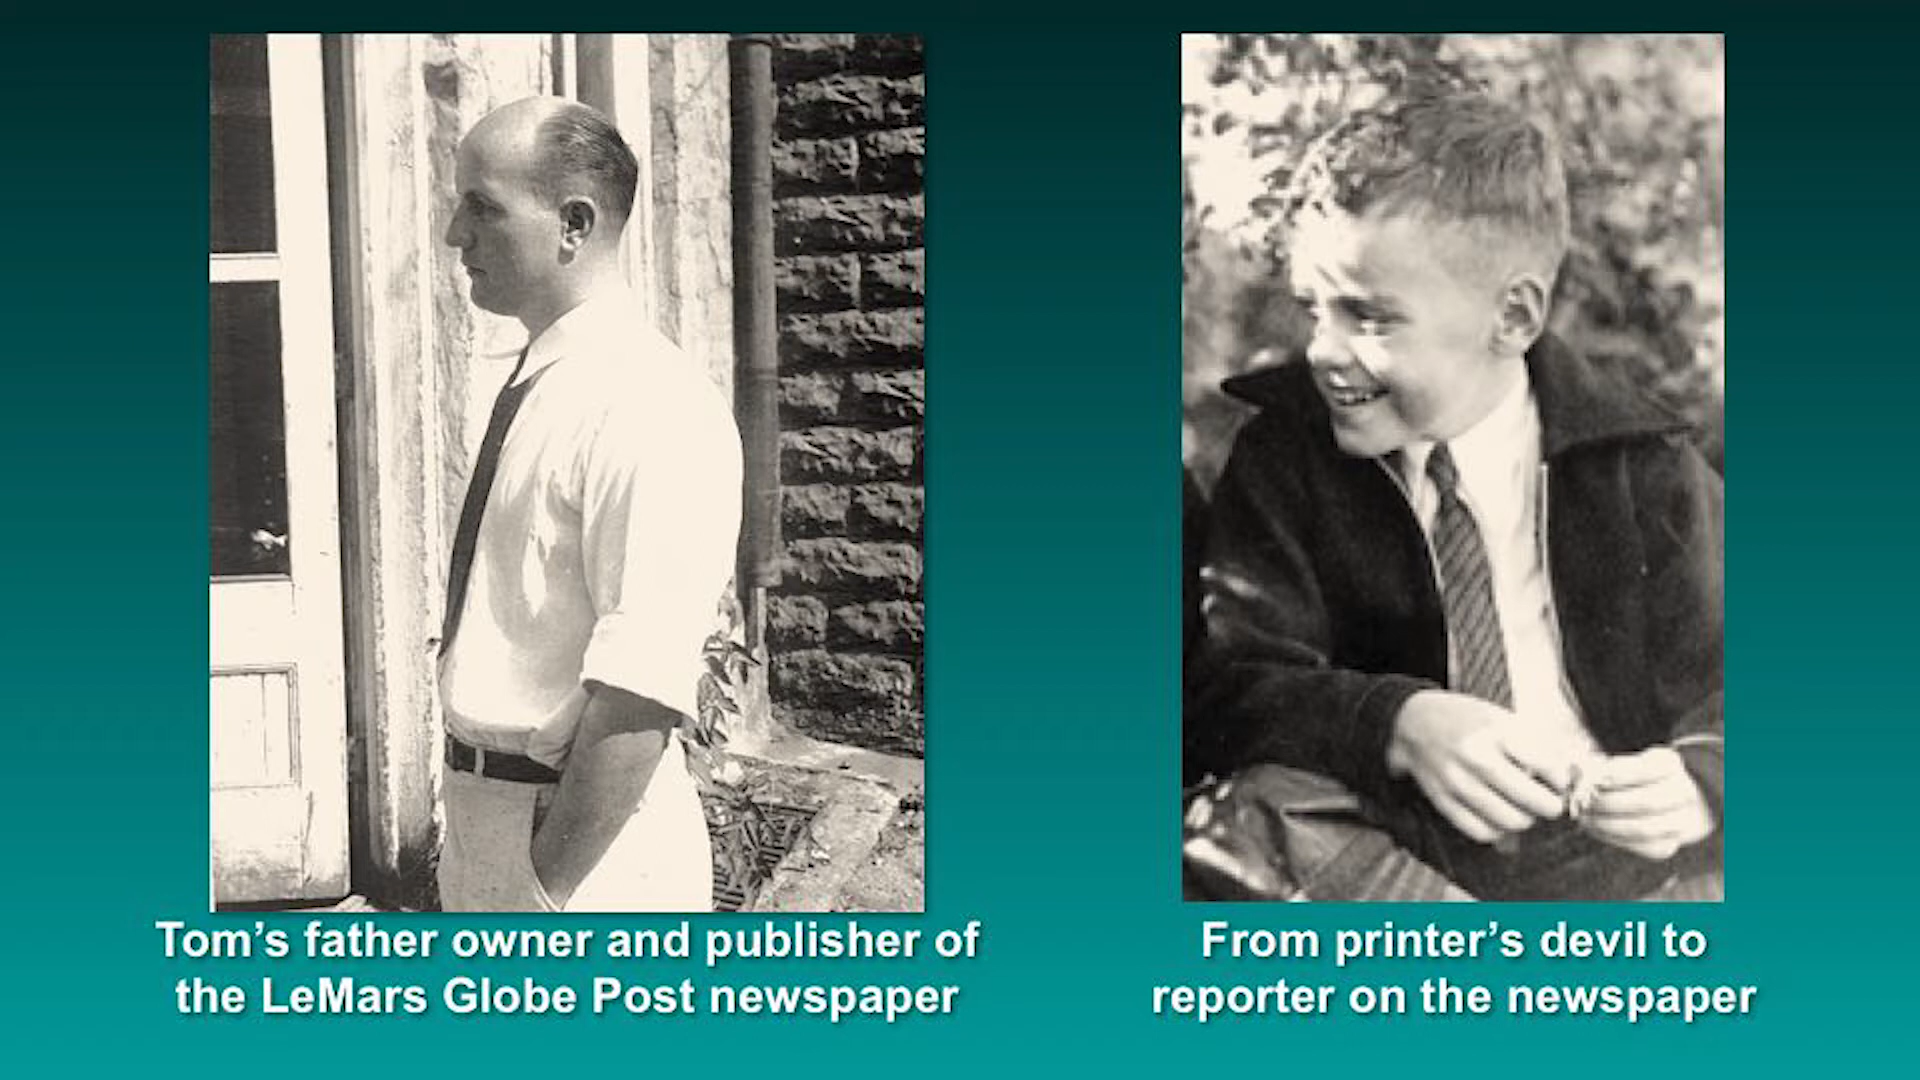 Tom’s father owner and publisher of
the LeMars Globe Post newspaper
From printer’s devil to
reporter on the newspaper